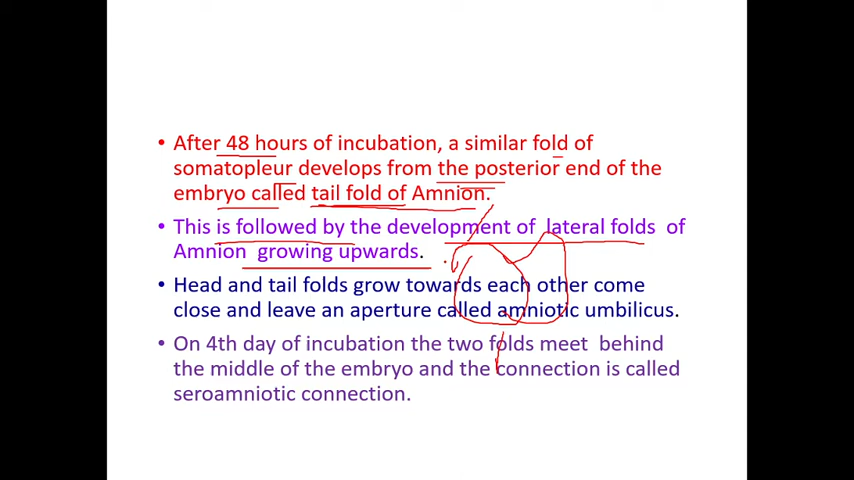 • After 48 hours of incubation, a similar fold of
somatopleur develops from the posterior end of the
embryo called tail fold of Amnion.
• This is followed by the development of lateral folds of
Amnion growing upwards.
• Head and tail folds grow towards each other come
close and leave an aperture called amniotic umbilicus.
• On 4th day of incubation the two folds meet behind
the middle of the embryo and the connection is called
seroamniotic connection.